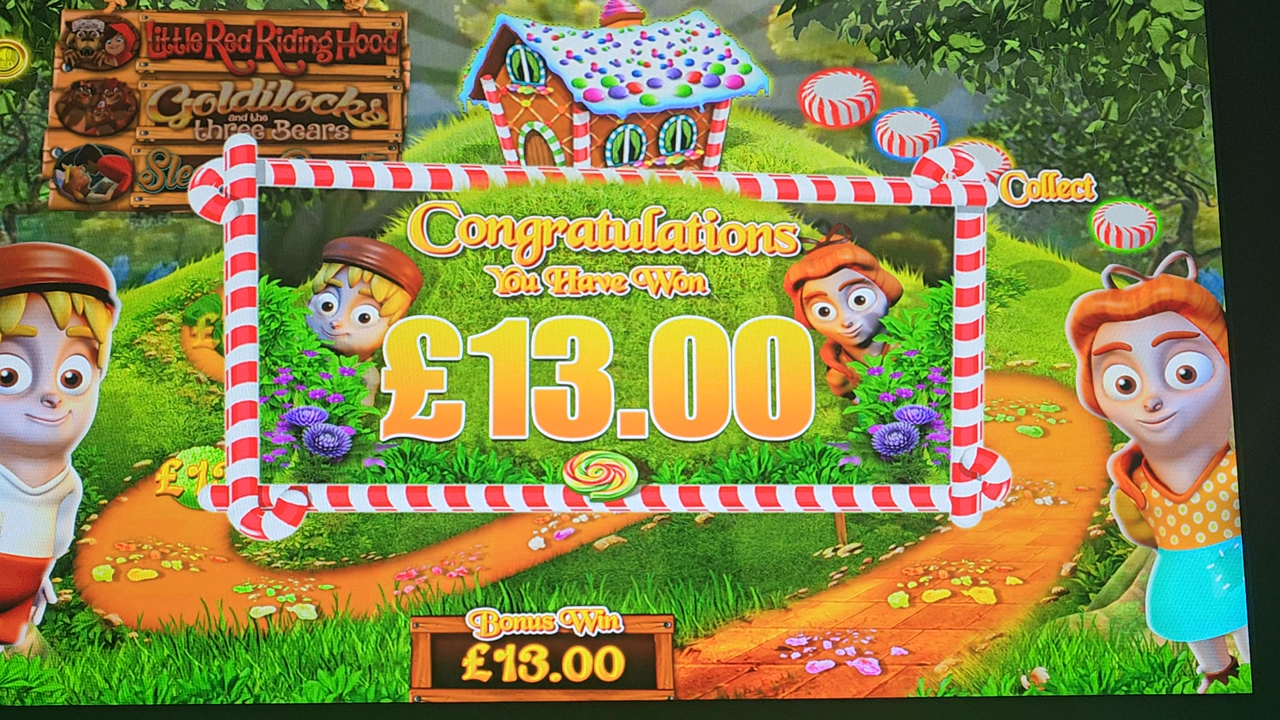 Little Red Riding Hood
Goldilocks
and the
three Bears
Collect
Congratulations
You Have Won
£13.00
Bonus Win
£13.00